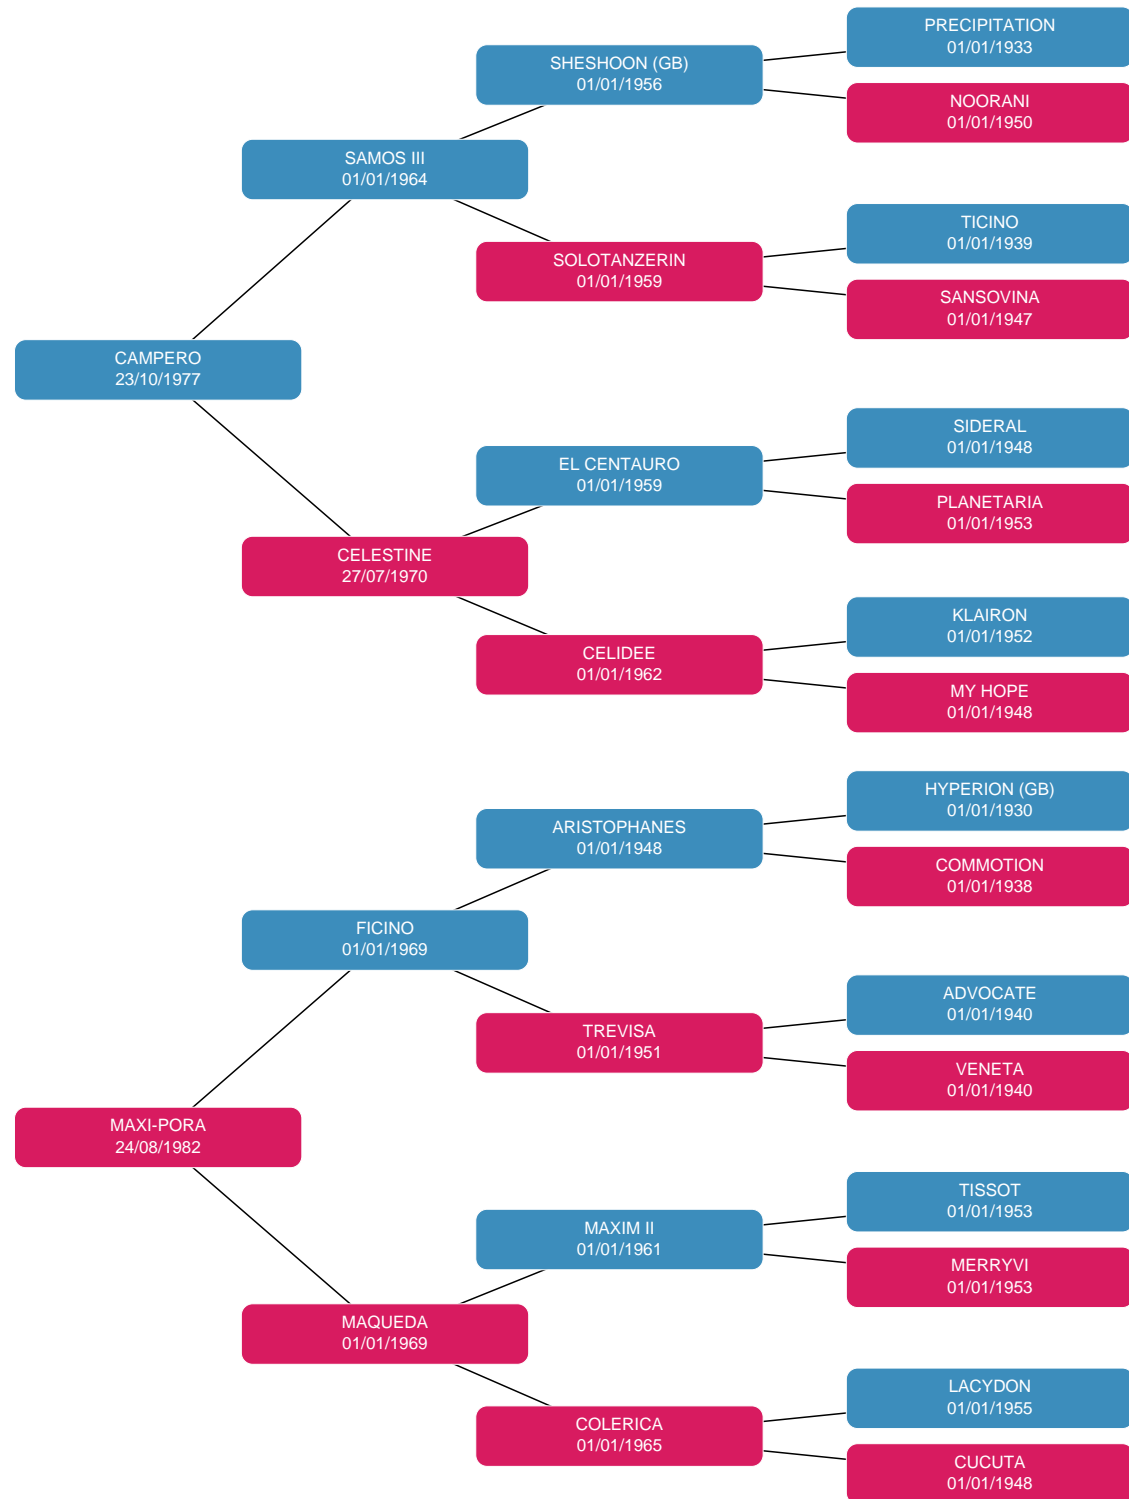 PRECIPITATION
01/01/1933
SHESHOON (GB)
01/01/1956
NOORANI
01/01/1950
SAMOS III
01/01/1964
TICINO
01/01/1939
SOLOTANZERIN
01/01/1959
SANSOVINA
01/01/1947
CAMPERO
23/10/1977
SIDERAL
01/01/1948
EL CENTAURO
01/01/1959
PLANETARIA
01/01/1953
CELESTINE
27/07/1970
KLAIRON
01/01/1952
CELIDEE
01/01/1962
MY HOPE
01/01/1948
HYPERION (GB)
01/01/1930
ARISTOPHANES
01/01/1948
COMMOTION
01/01/1938
FICINO
01/01/1969
ADVOCATE
01/01/1940
TREVISA
01/01/1951
VENETA
01/01/1940
MAXI-PORA
24/08/1982
TISSOT
01/01/1953
MAXIM II
01/01/1961
MERRYVI
01/01/1953
MAQUEDA
01/01/1969
LACYDON
01/01/1955
COLERICA
01/01/1965
CUCUTA
01/01/1948